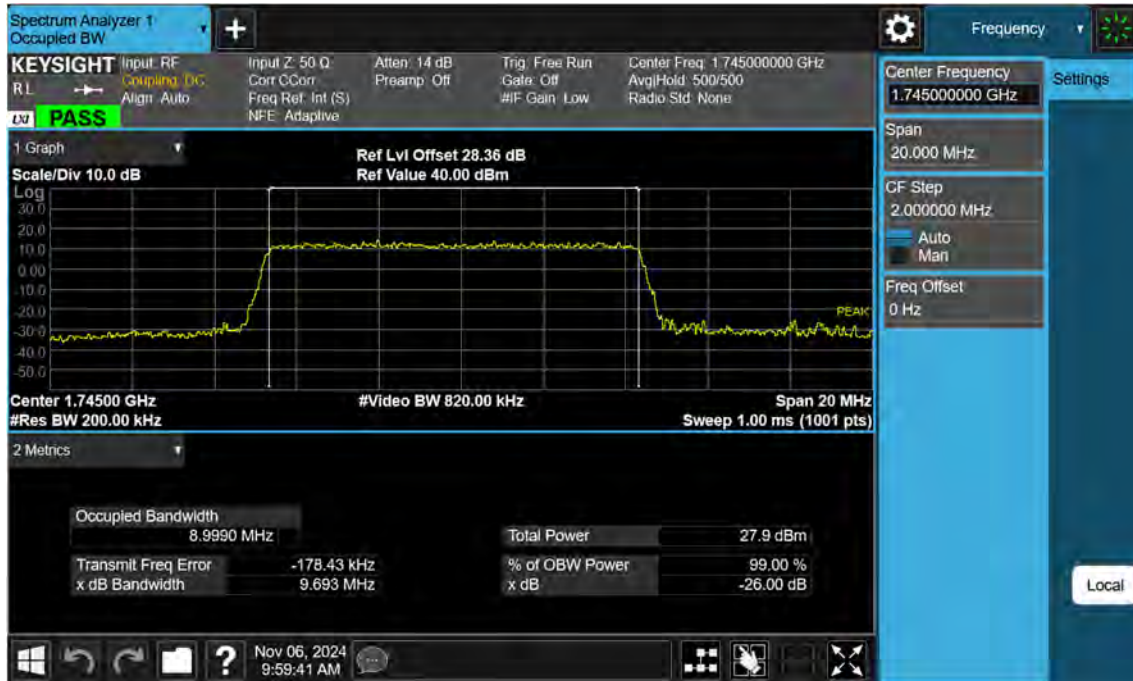 Spectrum Analyzer 1
Occupied BW
+
Frequency
KEYSIGHT
RL
LXI PASS
Input: RF
Coupling: DC
Align: Auto
Input Z: 50 Ω
Corr CCorr
Freq Ref: Int (S)
NFE: Adaptive
Atten: 14 dB
Preamp: Off
Trig: Free Run
Gate: Off
#IF Gain: Low
Center Freq: 1.745000000 GHz
Avg|Hold: 500/500
Radio Std: None
Center Frequency
1.745000000 GHz
Settings
Span
20.000 MHz
CF Step
2.000000 MHz
Auto
Man
Freq Offset
0 Hz
Local
1 Graph
Scale/Div 10.0 dB
Ref Lvl Offset 28.36 dB
Ref Value 40.00 dBm
Log
30.0
20.0
10.0
0.00
-10.0
-20.0
-30.0
-40.0
-50.0
PEAK
Center 1.74500 GHz
#Video BW 820.00 kHz
Span 20 MHz
#Res BW 200.00 kHz
Sweep 1.00 ms (1001 pts)
2 Metrics
Occupied Bandwidth
8.9990 MHz
Total Power 27.9 dBm
Transmit Freq Error -178.43 kHz
% of OBW Power 99.00 %
x dB Bandwidth 9.693 MHz
x dB -26.00 dB
?
Nov 06, 2024
9:59:41 AM